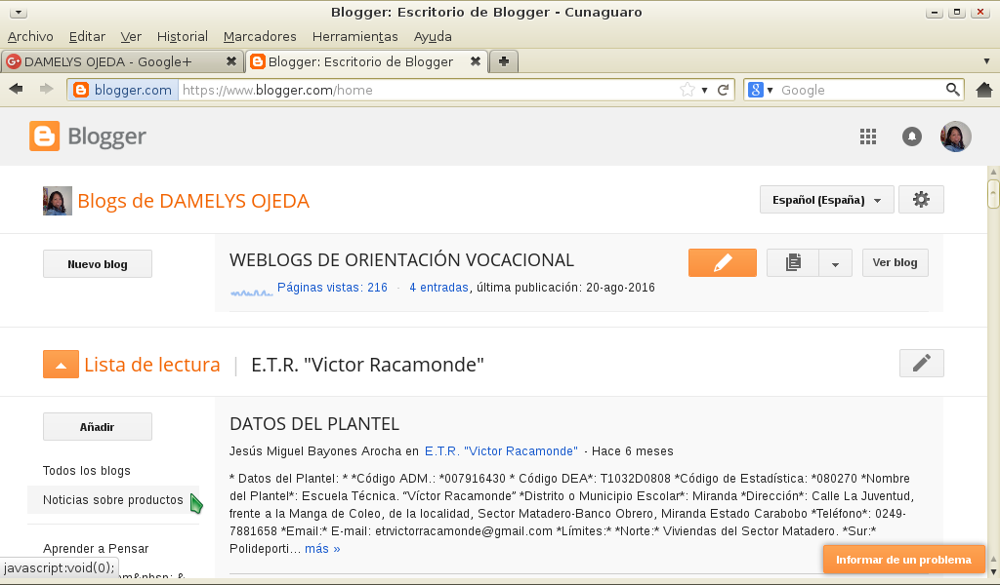 Blogger: Escritorio de Blogger - Cunaguaro
Archivo Editar Ver Historial Marcadores Herramientas Ayuda
DAMELYS OJEDA - Google+ Blogger: Escritorio de Blogger
blogger.com https://www.blogger.com/home Google
Blogger
Blogs de DAMELYS OJEDA Español (España)
Nuevo blog WEBLOGS DE ORIENTACIÓN VOCACIONAL Ver blog
Páginas vistas: 216 · 4 entradas, última publicación: 20-ago-2016
Lista de lectura | E.T.R. "Victor Racamonde"
Añadir DATOS DEL PLANTEL
Jesús Miguel Bayones Arocha en E.T.R. "Victor Racamonde" - Hace 6 meses
Todos los blogs
Noticias sobre productos
* Datos del Plantel: * *Código ADM.: *007916430 * Código DEA*: T1032D0808 *Código de Estadística: *080270 *Nombre
del Plantel*: Escuela Técnica. “Víctor Racamonde” *Distrito o Municipio Escolar*: Miranda *Dirección*: Calle La Juventud,
frente a la Manga de Coleo, de la localidad, Sector Matadero-Banco Obrero, Miranda Estado Carabobo *Teléfono*: 0249-
7881658 *Email:* E-mail: etrvictorracamonde@gmail.com *Límites:* *Norte:* Viviendas del Sector Matadero. *Sur:*
Polideporti... más »
Aprender a Pensar
Informar de un problema
javascript:void(0);